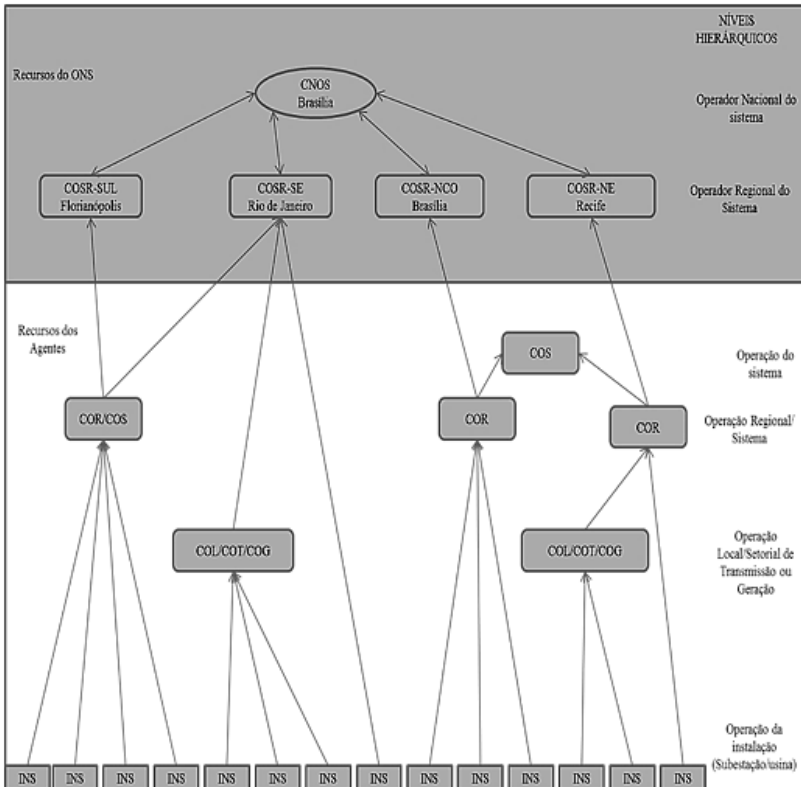 NÍVEIS
HIERÁRQUICOS
Recursos do ONS
CNOS
Brasília
Operador Nacional do
sistema
COSR-SUL
Florianópolis
COSR-SE
Rio de Janeiro
COSR-NCO
Brasília
COSR-NE
Recife
Operador Regional do
Sistema
Recursos dos
Agentes
COS
Operação do
sistema
COR/COS
COR
COR
Operação Regional/
Sistema
COL/COT/COG
COL/COT/COG
Operação
Local/Setorial de
Transmissão ou
Geração
Operação da
instalação
(Subestação/usina)
INS
INS
INS
INS
INS
INS
INS
INS
INS
INS
INS
INS
INS
INS